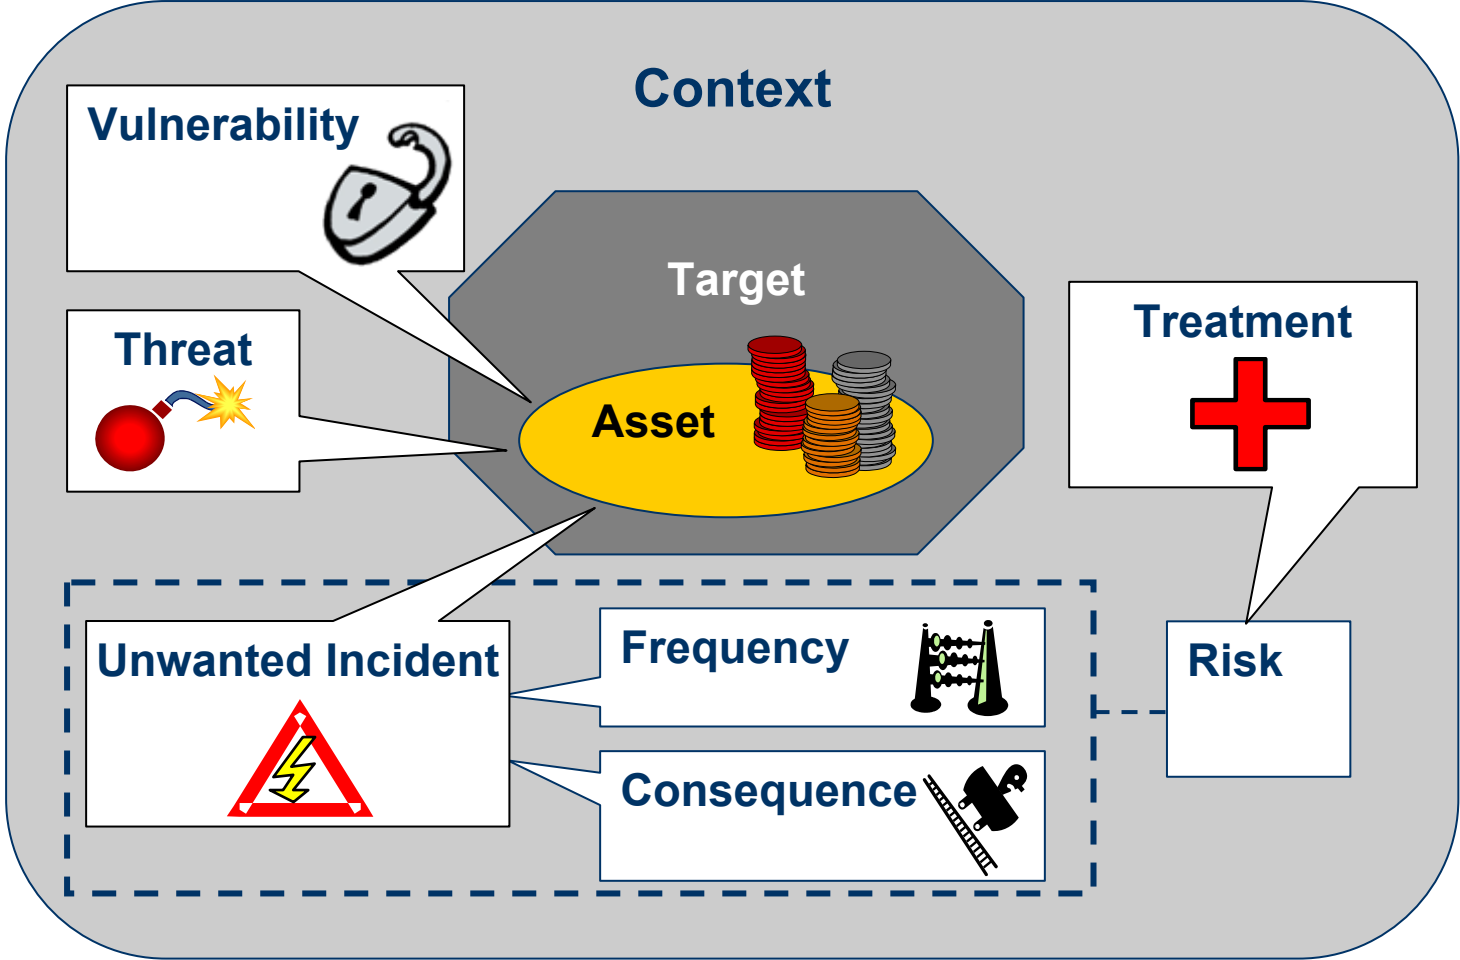 Context
Vulnerability
Target
Threat
Treatment
Asset
Unwanted Incident
Frequency
Risk
Consequence